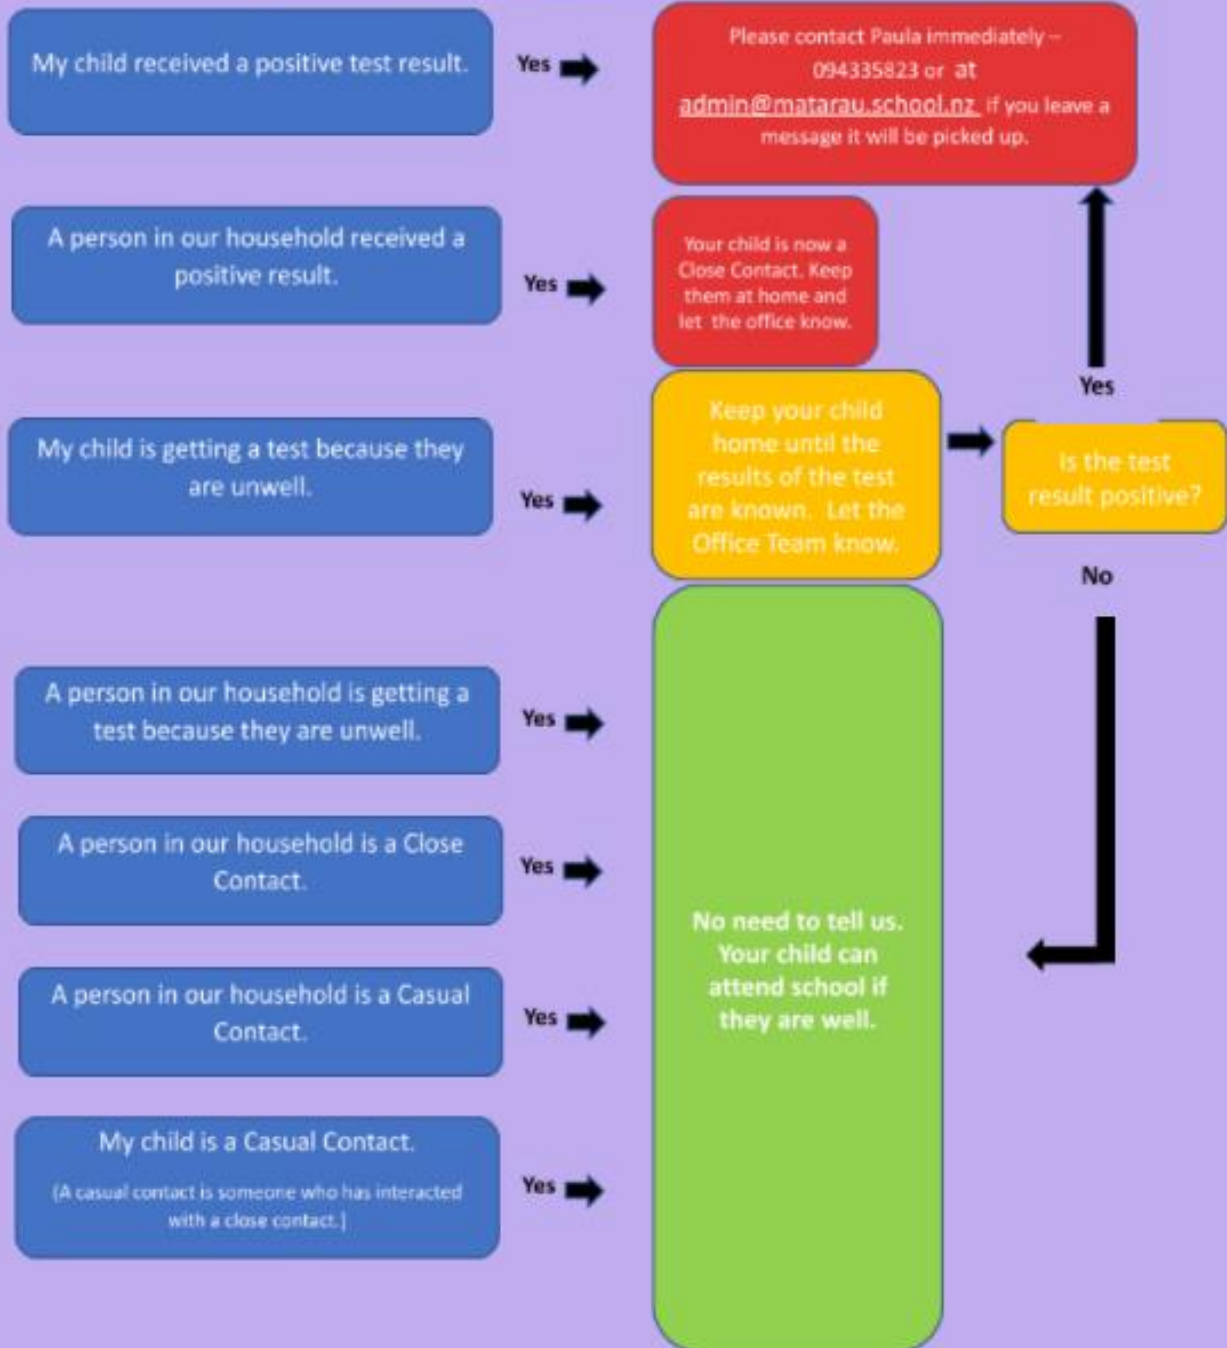 My child received a positive test result.
Yes
Please contact Paula immediately –
094335823 or at
admin@matarau.school.nz if you leave a
message it will be picked up.
A person in our household received a
positive result.
Yes
Your child is now a
Close Contact. Keep
them at home and
let the office know.
My child is getting a test because they
are unwell.
Yes
Keep your child
home until the
results of the test
are known. Let the
Office Team know.
Yes
Is the test
result positive?
No
A person in our household is getting a
test because they are unwell.
Yes
A person in our household is a Close
Contact.
Yes
A person in our household is a Casual
Contact.
Yes
My child is a Casual Contact.
(A casual contact is someone who has interacted
with a close contact.)
Yes
No need to tell us.
Your child can
attend school if
they are well.